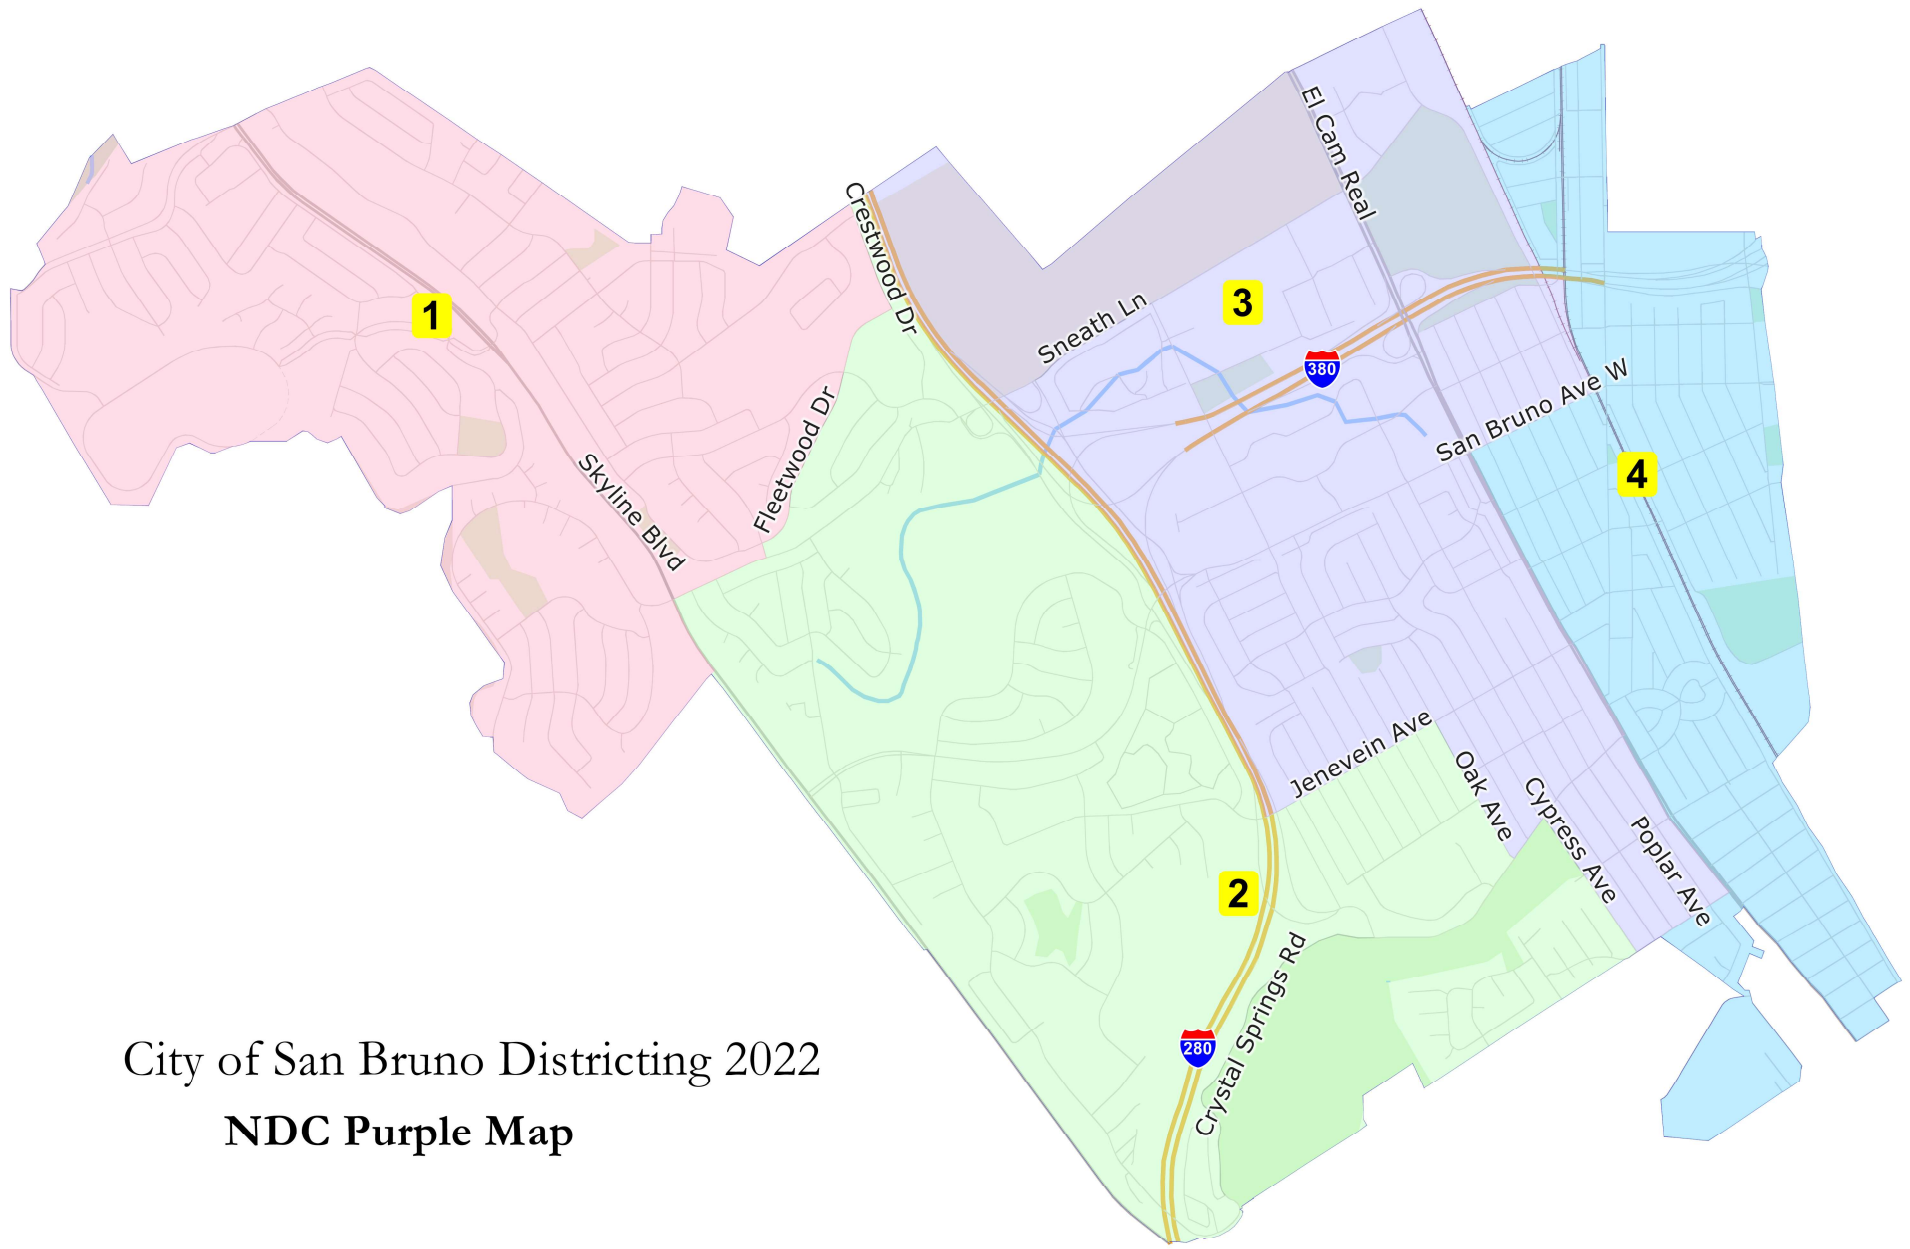 El Cam Real
Crestwood Dr
Sneath Ln
3
1
380
San Bruno Ave W
Fleetwood Dr
4
Skyline Blvd
Jenevein Ave
Oak Ave
Cypress Ave
Poplar Ave
2
Crystal Springs Rd
280
City of San Bruno Districting 2022
NDC Purple Map